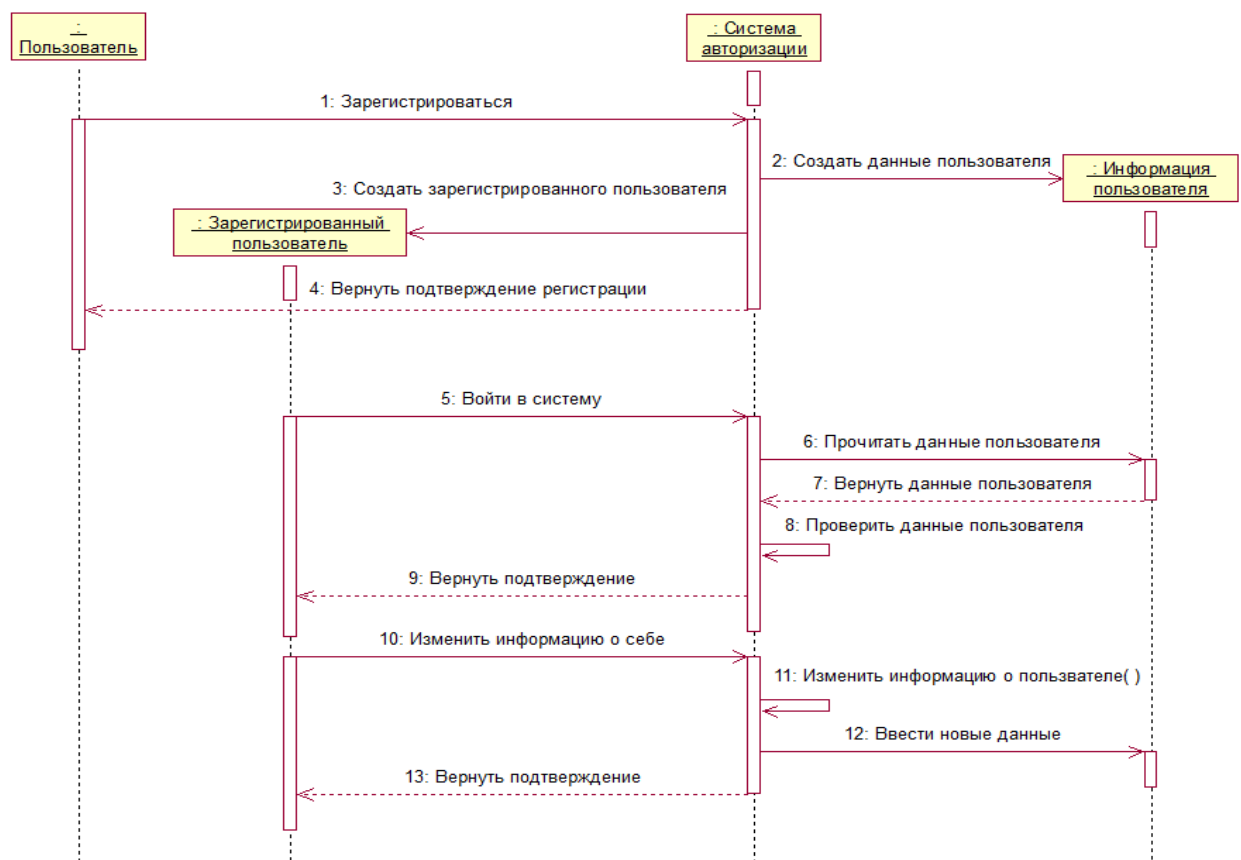 :
Пользователь
: Система
авторизации
1: Зарегистрироваться
2: Создать данные пользователя
: Информация
пользователя
3: Создать зарегистрированного пользователя
: Зарегистрированный
пользователь
4: Вернуть подтверждение регистрации
5: Войти в систему
6: Прочитать данные пользователя
7: Вернуть данные пользователя
8: Проверить данные пользователя
9: Вернуть подтверждение
10: Изменить информацию о себе
11: Изменить информацию о пользвателе( )
12: Ввести новые данные
13: Вернуть подтверждение